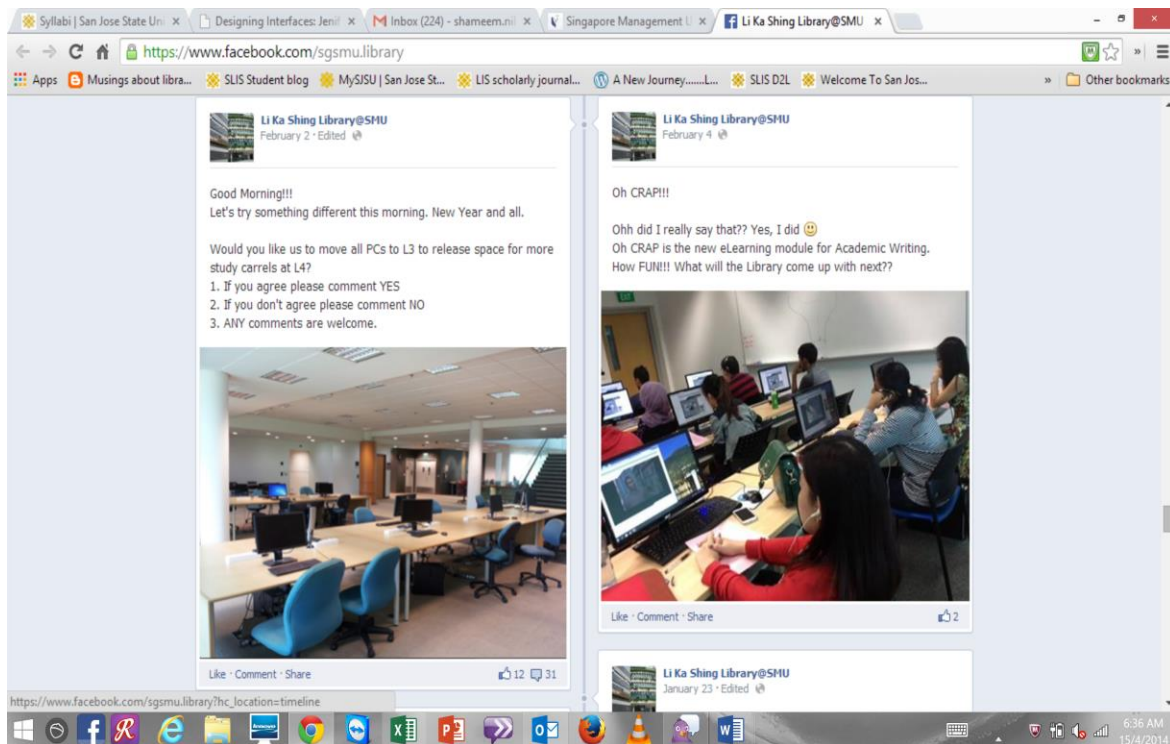 Syllabi | San Jose State Uni
Designing Interfaces: Jenif
Inbox (224) - shameem.nil
Singapore Management U
Li Ka Shing Library@SMU
https://www.facebook.com/sgsmu.library
Apps
Musings about libra...
SLIS Student blog
MySJSU | San Jose St...
LIS scholarly journal...
A New Journey.......L...
SLIS D2L
Welcome To San Jos...
»
Other bookmarks
Li Ka Shing Library@SMU
February 2 · Edited
Good Morning!!!
Let's try something different this morning. New Year and all.
Would you like us to move all PCs to L3 to release space for more
study carrels at L4?
1. If you agree please comment YES
2. If you don't agree please comment NO
3. ANY comments are welcome.
Like · Comment · Share
12
31
Li Ka Shing Library@SMU
February 4
Oh CRAP!!!
Ohh did I really say that?? Yes, I did
Oh CRAP is the new eLearning module for Academic Writing.
How FUN!!! What will the Library come up with next??
Like · Comment · Share
2
Li Ka Shing Library@SMU
January 23 · Edited
https://www.facebook.com/sgsmu.library?hc_location=timeline
6:36 AM
15/4/2014